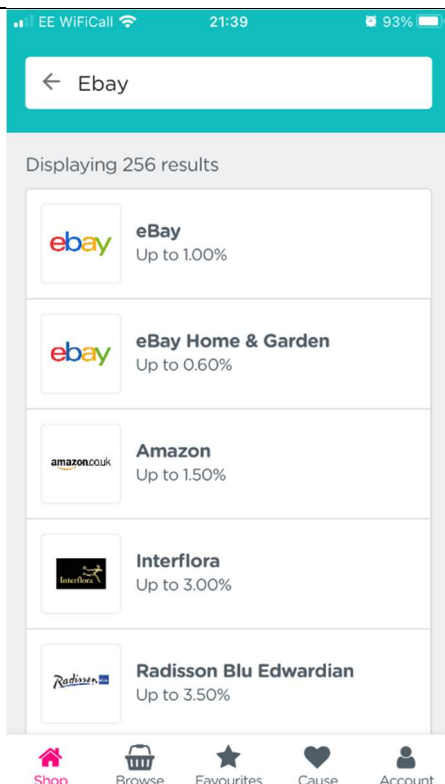 EE WiFiCall 21:39 93%
Ebay
Displaying 256 results
ebay
eBay
Up to 1.00%
ebay
eBay Home & Garden
Up to 0.60%
amazon.co.uk
Amazon
Up to 1.50%
Interflora
Interflora
Up to 3.00%
Radisson BLU
Radisson Blu Edwardian
Up to 3.50%
Shop Browse Favourites Cause Account